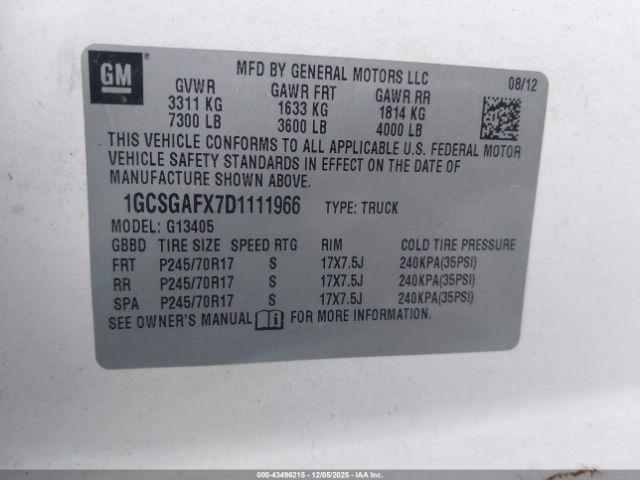 GM
MFD BY GENERAL MOTORS LLC
08/12
GVWR GAWR FRT GAWR RR
3311 KG 1633 KG 1814 KG
7300 LB 3600 LB 4000 LB
THIS VEHICLE CONFORMS TO ALL APPLICABLE U.S. FEDERAL MOTOR
VEHICLE SAFETY STANDARDS IN EFFECT ON THE DATE OF
MANUFACTURE SHOWN ABOVE.
1GCSGAFX7D1111966 TYPE: TRUCK
MODEL: G13405
GBBD TIRE SIZE SPEED RTG RIM COLD TIRE PRESSURE
FRT P245/70R17 S 17X7.5J 240KPA(35PSI)
RR P245/70R17 S 17X7.5J 240KPA(35PSI)
SPA P245/70R17 S 17X7.5J 240KPA(35PSI)
SEE OWNER'S MANUAL FOR MORE INFORMATION.
000-43496215 - 12/05/2025 - IAAI.COM